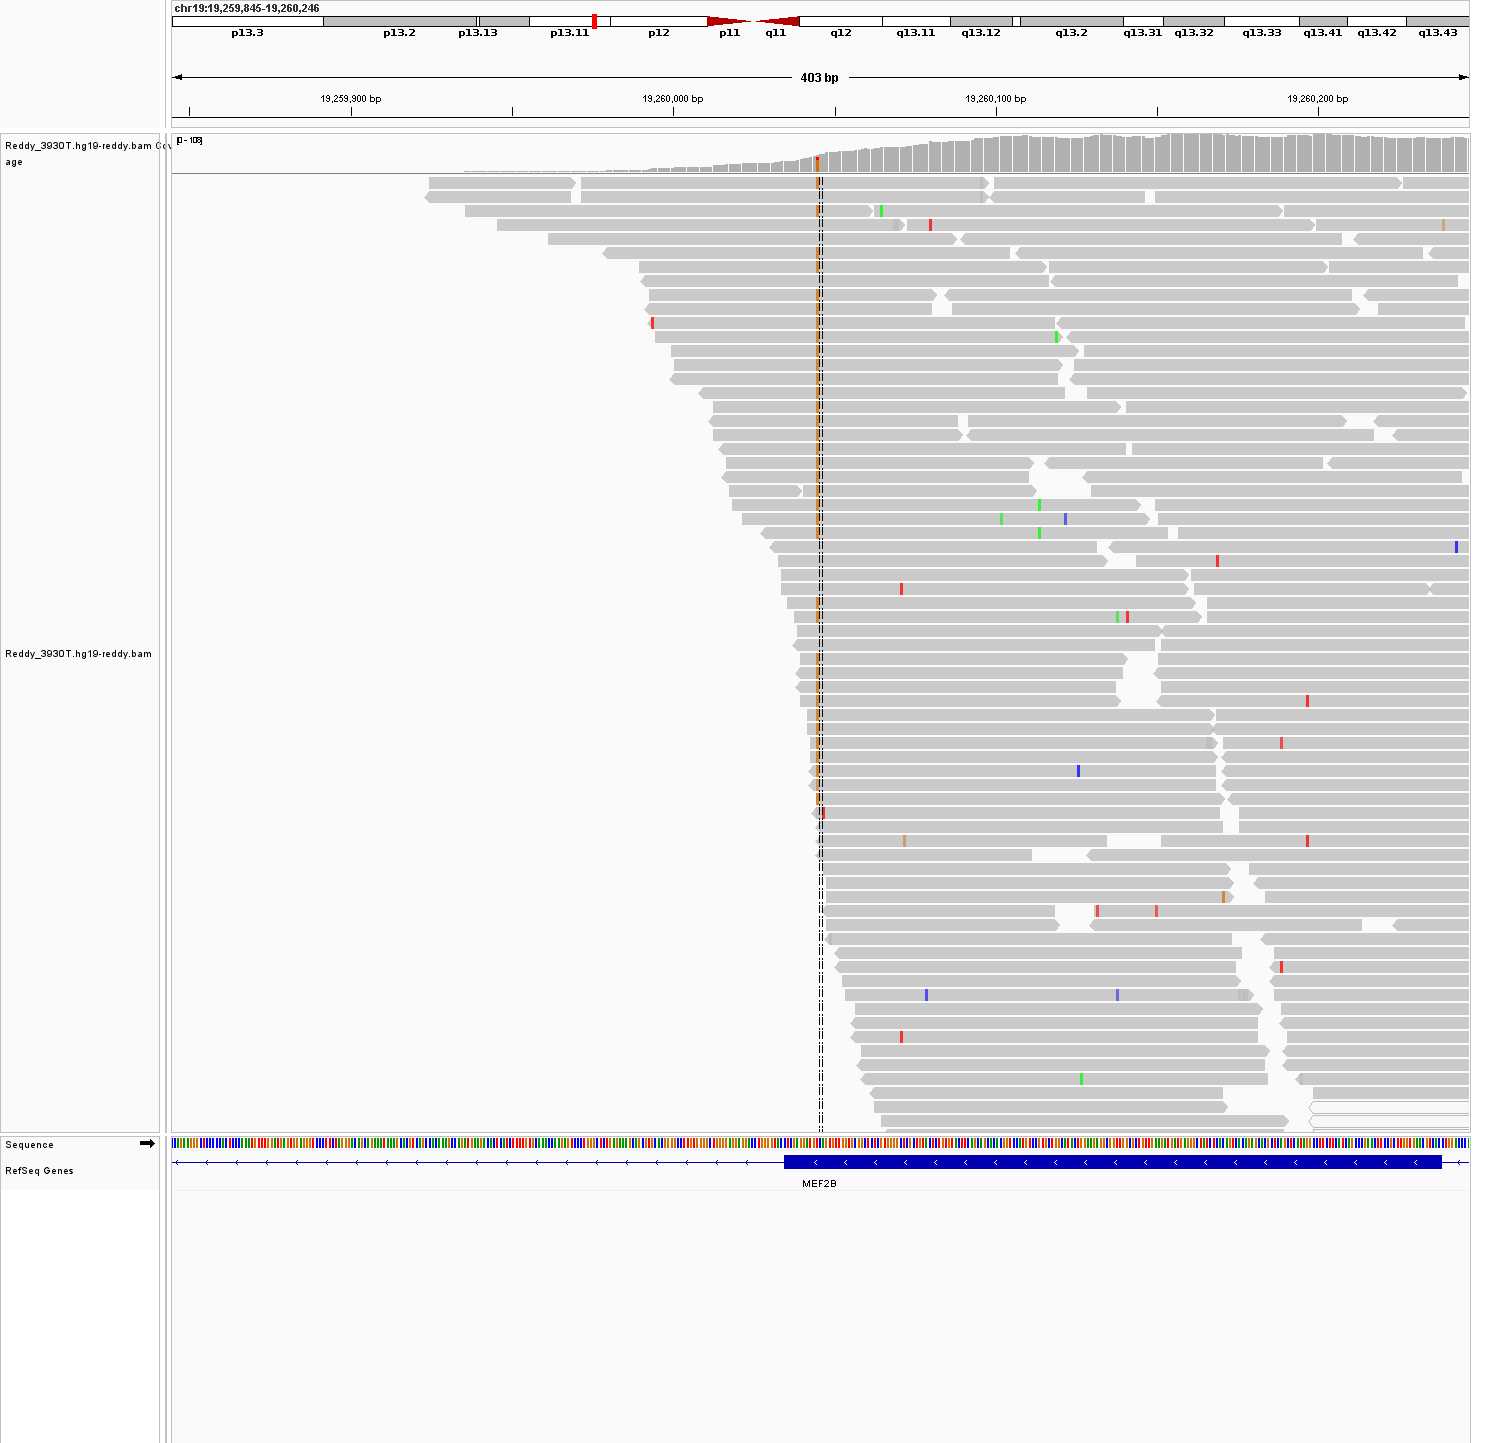 chr19:19,259,845-19,260,246
p13.3 p13.2 p13.13 p13.11 p12 p11 q11 q12 q13.11 q13.12 q13.2 q13.31 q13.32 q13.33 q13.41 q13.42 q13.43
403 bp
19,259,900 bp 19,260,000 bp 19,260,100 bp 19,260,200 bp
Reddy_3930T.hg19-reddy.bam Cov
age
[0 - 108]
Reddy_3930T.hg19-reddy.bam
Sequence
RefSeq Genes
MEF2B